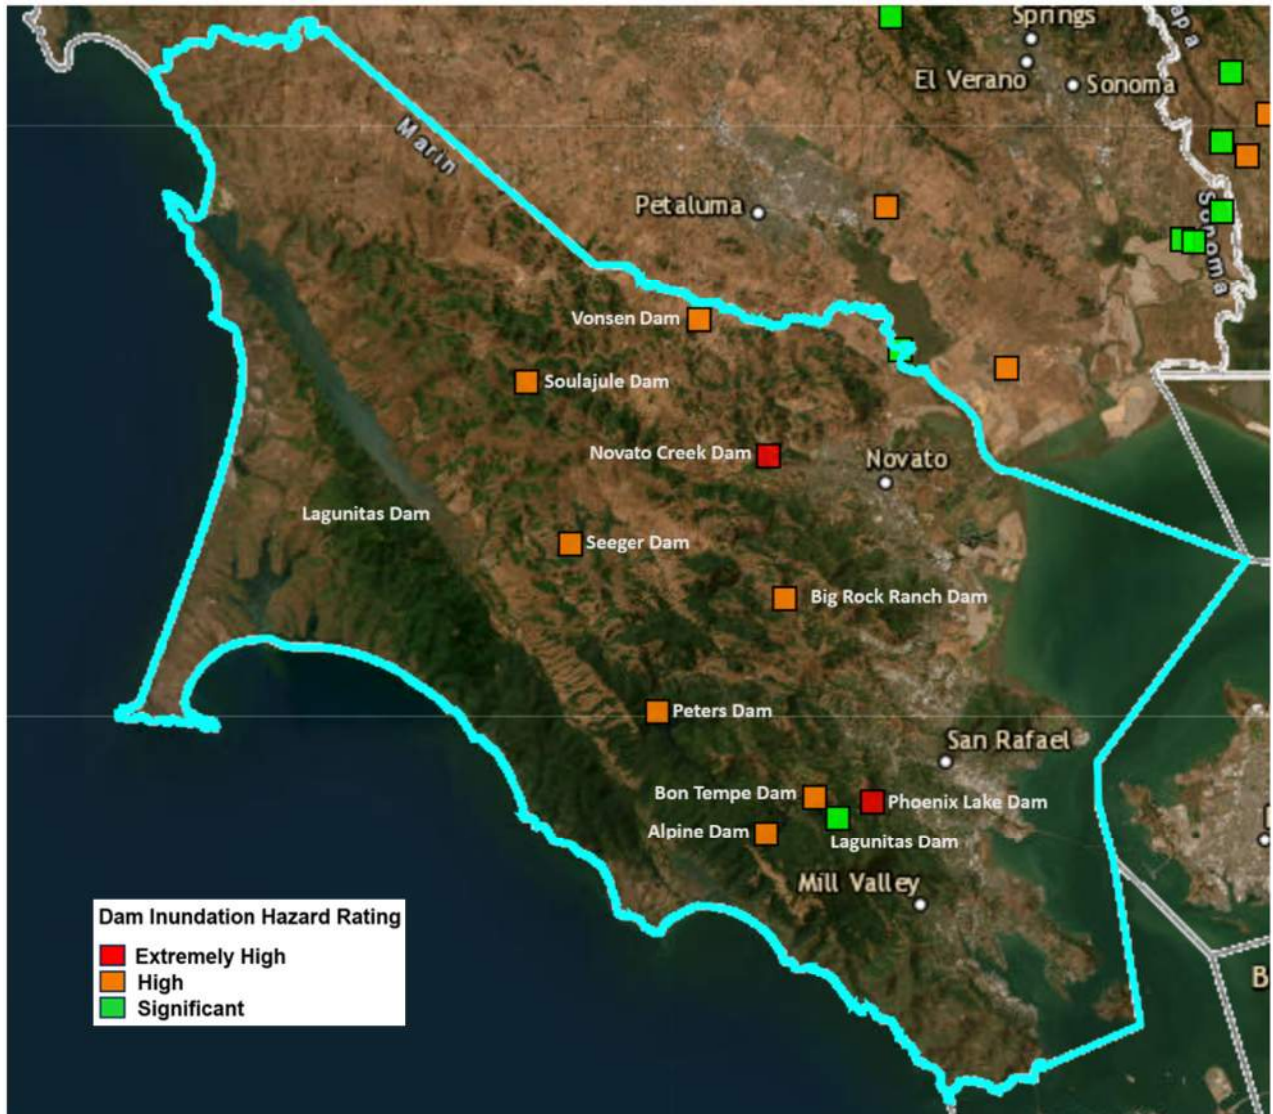 Springs
apa
El Verano
Sonoma
Marin
Petaluma
Sonoma
Vonsen Dam
Soulajule Dam
Novato Creek Dam
Novato
Lagunitas Dam
Seeger Dam
Big Rock Ranch Dam
Peters Dam
San Rafael
Bon Tempe Dam
Phoenix Lake Dam
Alpine Dam
Lagunitas Dam
Mill Valley
Dam Inundation Hazard Rating
Extremely High
High
Significant
B